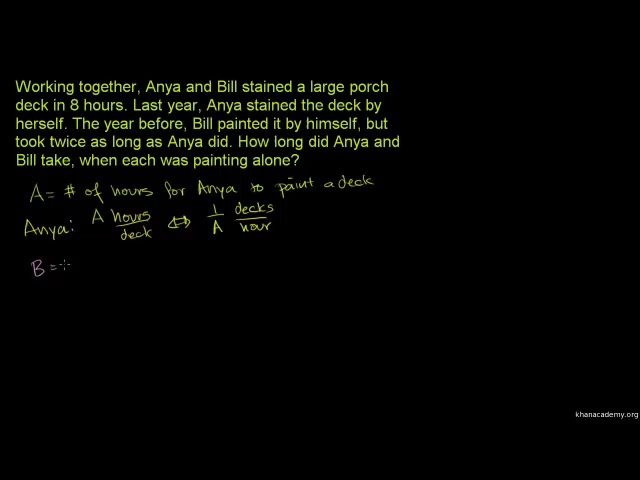 Working together, Anya and Bill stained a large porch
deck in 8 hours. Last year, Anya stained the deck by
herself. The year before, Bill painted it by himself, but
took twice as long as Anya did. How long did Anya and
Bill take, when each was painting alone?
A = # of hours for Anya to paint a deck
Anya: A hours/deck ⇔ 1/A decks/hour
B =
khanacademy.org